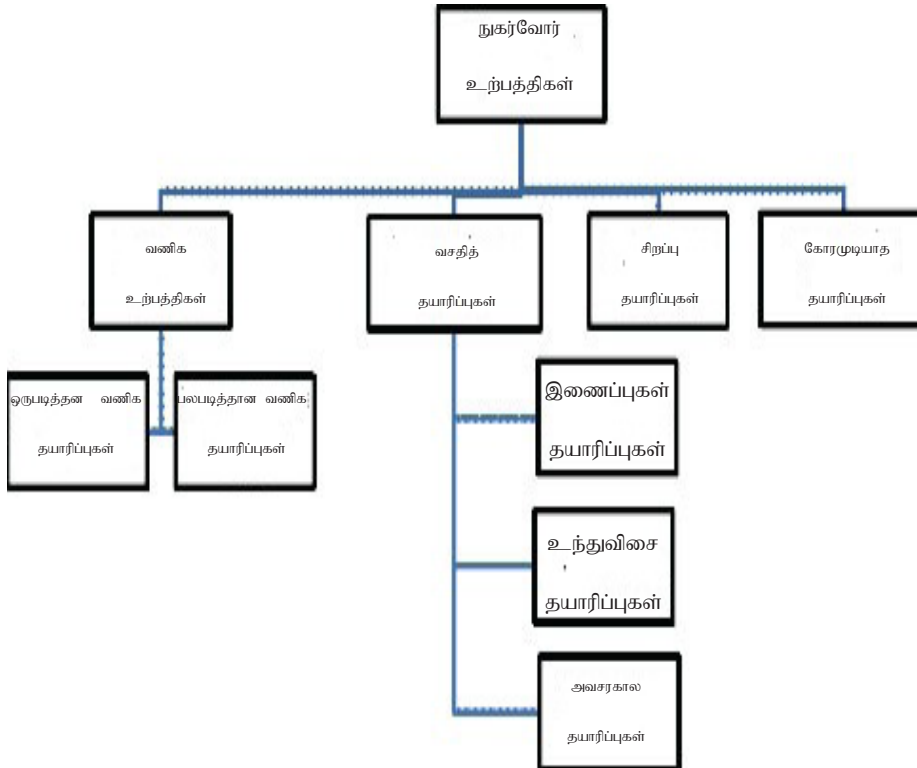 நுகர்வோர்
உற்பத்திகள்
வணிக
உற்பத்திகள்
வசதித்
தயாரிப்புகள்
சிறப்பு
தயாரிப்புகள்
கோரமுடியாத
தயாரிப்புகள்
ஒருபடித்தன வணிக
தயாரிப்புகள்
பலபடித்தான வணிக
தயாரிப்புகள்
இணைப்புகள்
தயாரிப்புகள்
உந்துவிசை
தயாரிப்புகள்
அவசரகால
தயாரிப்புகள்